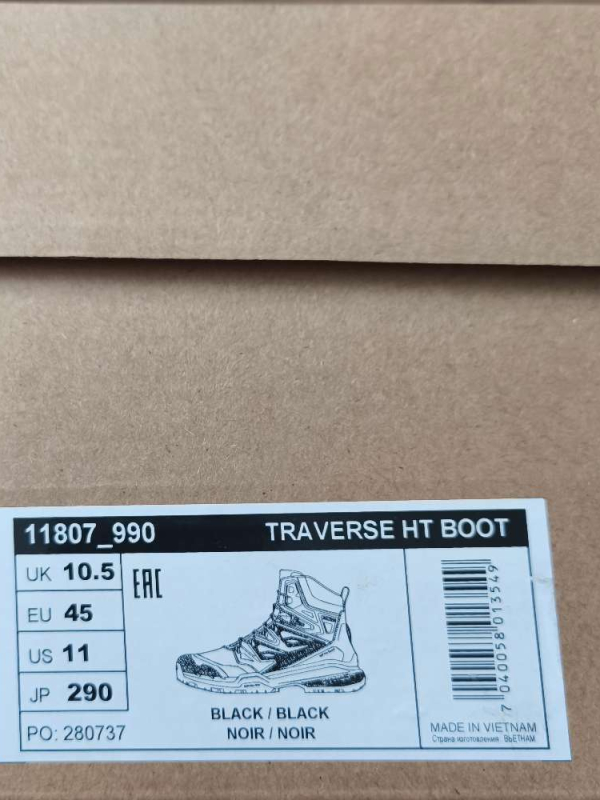 11807_990 TRAVERSE HT BOOT
UK 10.5
EAC
EU 45
US 11
JP 290
PO: 280737
BLACK / BLACK
NOIR / NOIR
7 040058 013549
MADE IN VIETNAM
Страна изготовления ВЬЕТНАМ